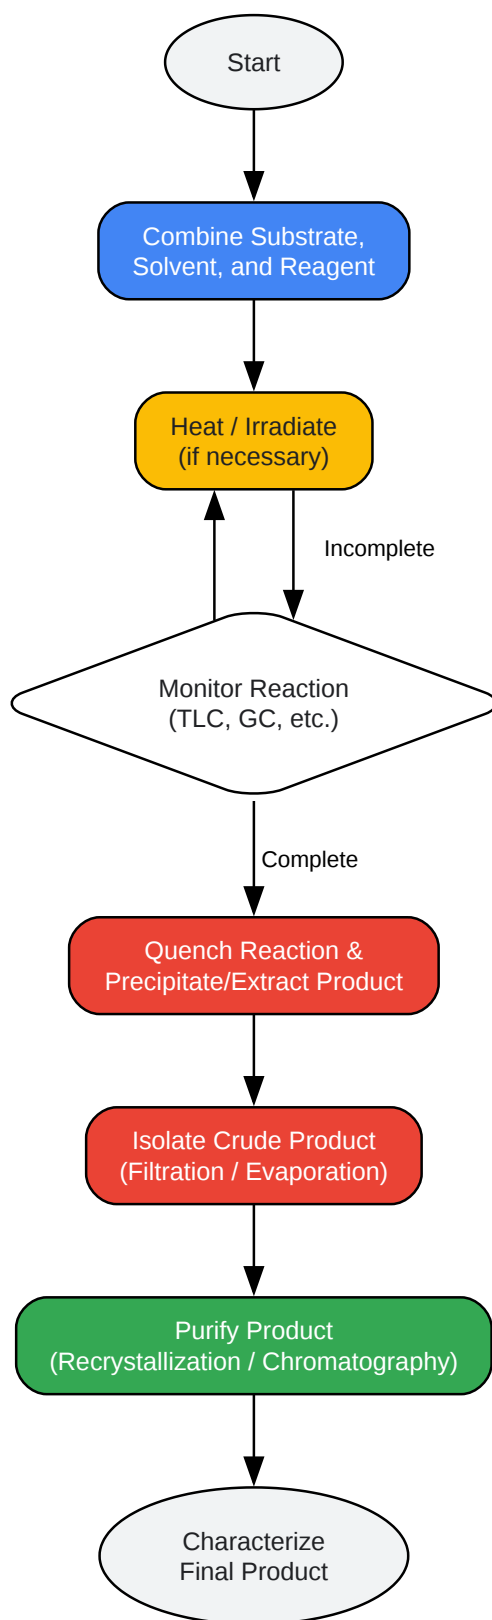 Start
Combine Substrate,
Solvent, and Reagent
Heat / Irradiate
(if necessary)
Incomplete
Monitor Reaction
(TLC, GC, etc.)
Complete
Quench Reaction &
Precipitate/Extract Product
Isolate Crude Product
(Filtration / Evaporation)
Purify Product
(Recrystallization / Chromatography)
Characterize
Final Product